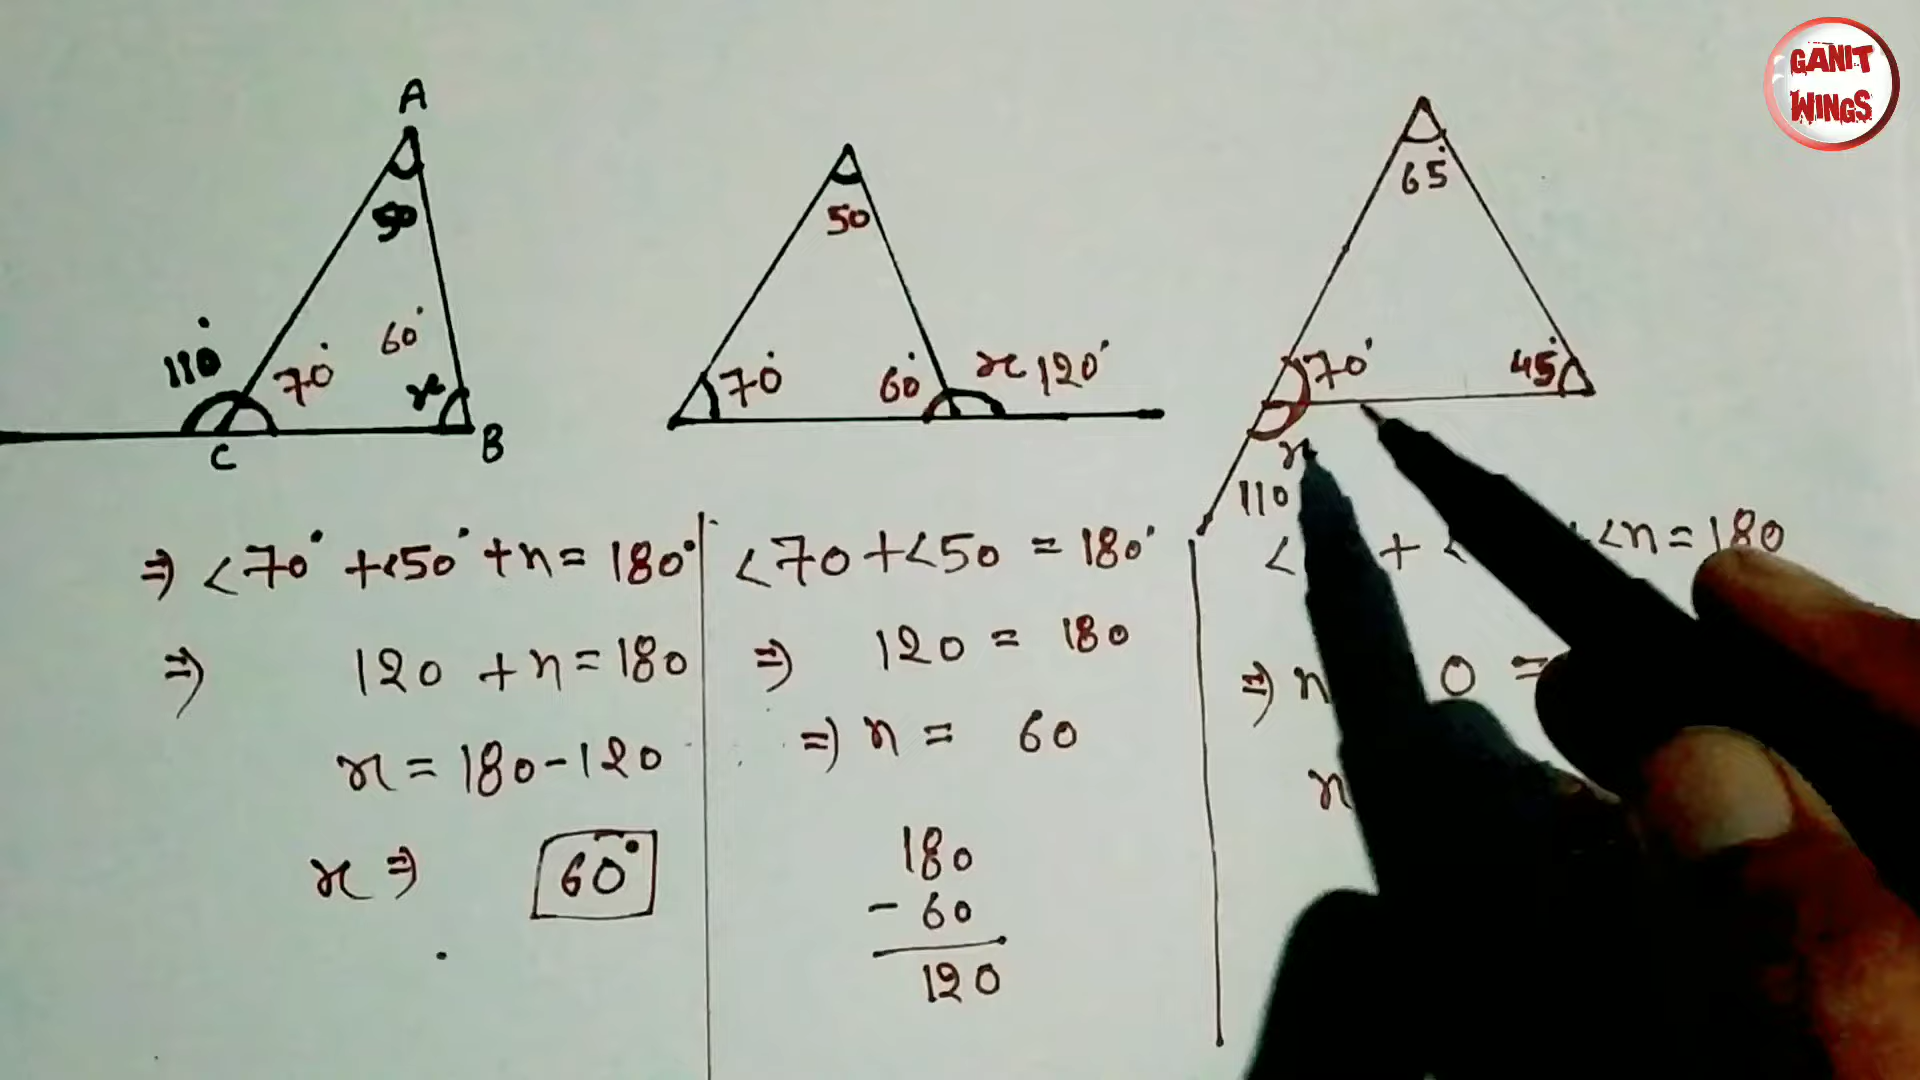 GANIT
WINGS
A
50
110°
70°
60°
x
C
B
50
70°
60°
x 120°
65°
70°
45°
x
110
⇒ <70° + <50° + n = 180°
⇒ 120 + n = 180
x = 180 - 120
x ⇒ 60°
<70 + <50 = 180°
⇒ 120 = 180
⇒ n = 60
180
- 60
120
< + < <n = 180
⇒ n 0 =
n